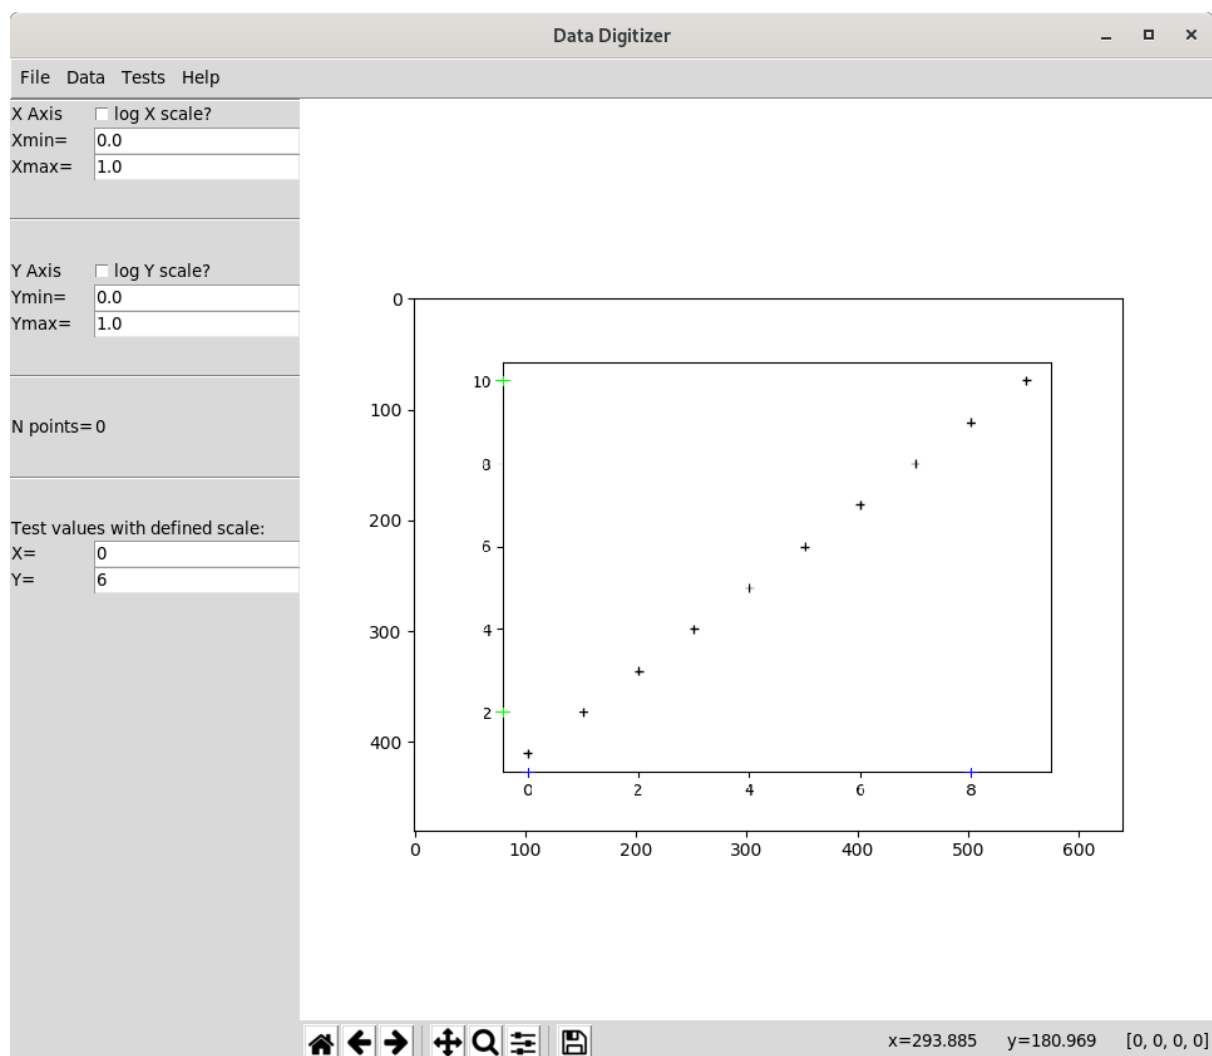 Data Digitizer
File Data Tests Help
X Axis log X scale?
Xmin= 0.0
Xmax= 1.0
Y Axis log Y scale?
Ymin= 0.0
Ymax= 1.0
N points= 0
Test values with defined scale:
X= 0
Y= 6
0
100
200
300
400
10
8
6
4
2
0 2 4 6 8
0 100 200 300 400 500 600
x=293.885 y=180.969 [0, 0, 0, 0]